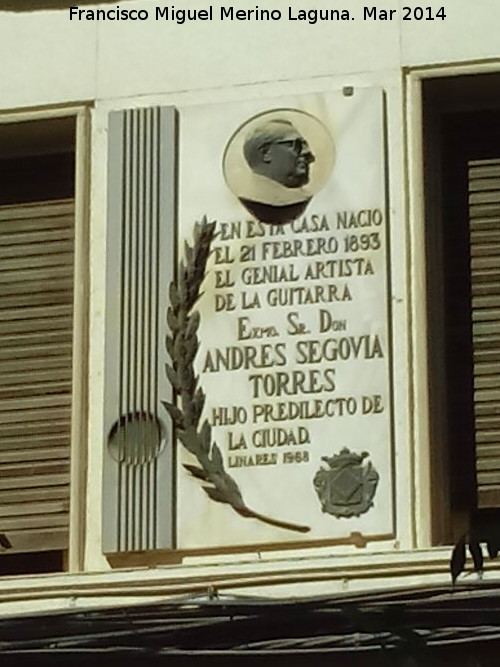 Francisco Miguel Merino Laguna. Mar 2014
EN ESTA CASA NACIO
EL 21 FEBRERO 1893
EL GENIAL ARTISTA
DE LA GUITARRA
EXMO. SR. DON
ANDRES SEGOVIA
TORRES
HIJO PREDILECTO DE
LA CIUDAD.
LINARES 1968